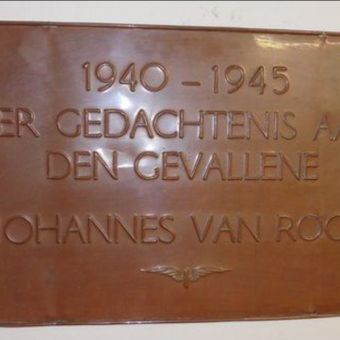 1940 – 1945
ER GEDACHTENIS AA
DEN GEVALLENE
OHANNES VAN ROO